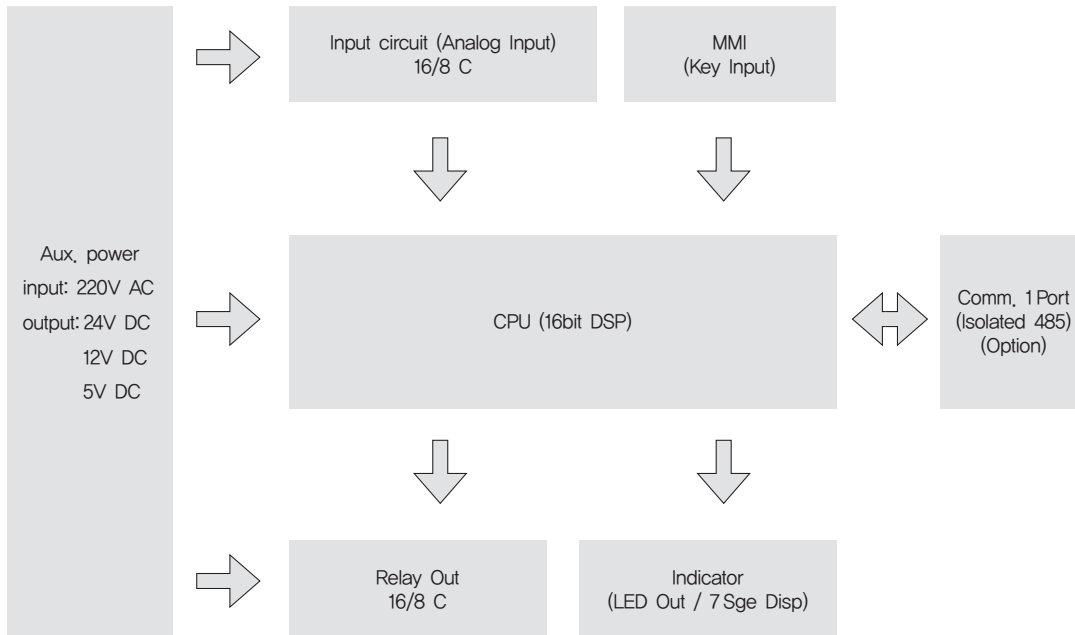 Input circuit (Analog Input)
16/8 C
MMI
(Key Input)
Aux. power
input: 220V AC
output: 24V DC
12V DC
5V DC
CPU (16bit DSP)
Comm. 1 Port
(Isolated 485)
(Option)
Relay Out
16/8 C
Indicator
(LED Out / 7 Sge Disp)